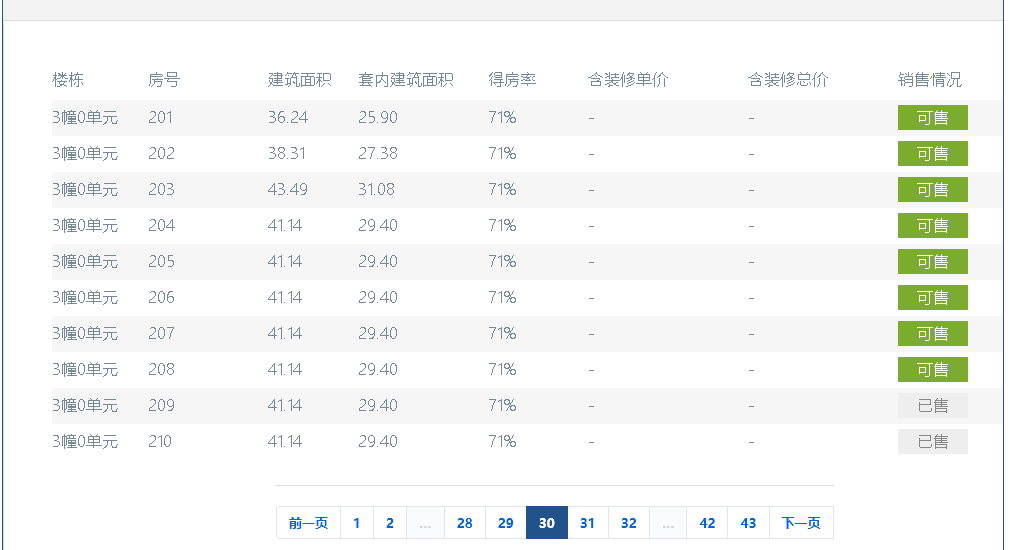 楼栋 房号 建筑面积 套内建筑面积 得房率 含装修单价 含装修总价 销售情况
3幢0单元 201 36.24 25.90 71% - - 可售
3幢0单元 202 38.31 27.38 71% - - 可售
3幢0单元 203 43.49 31.08 71% - - 可售
3幢0单元 204 41.14 29.40 71% - - 可售
3幢0单元 205 41.14 29.40 71% - - 可售
3幢0单元 206 41.14 29.40 71% - - 可售
3幢0单元 207 41.14 29.40 71% - - 可售
3幢0单元 208 41.14 29.40 71% - - 可售
3幢0单元 209 41.14 29.40 71% - - 已售
3幢0单元 210 41.14 29.40 71% - - 已售
前一页 1 2 ... 28 29 30 31 32 ... 42 43 下一页